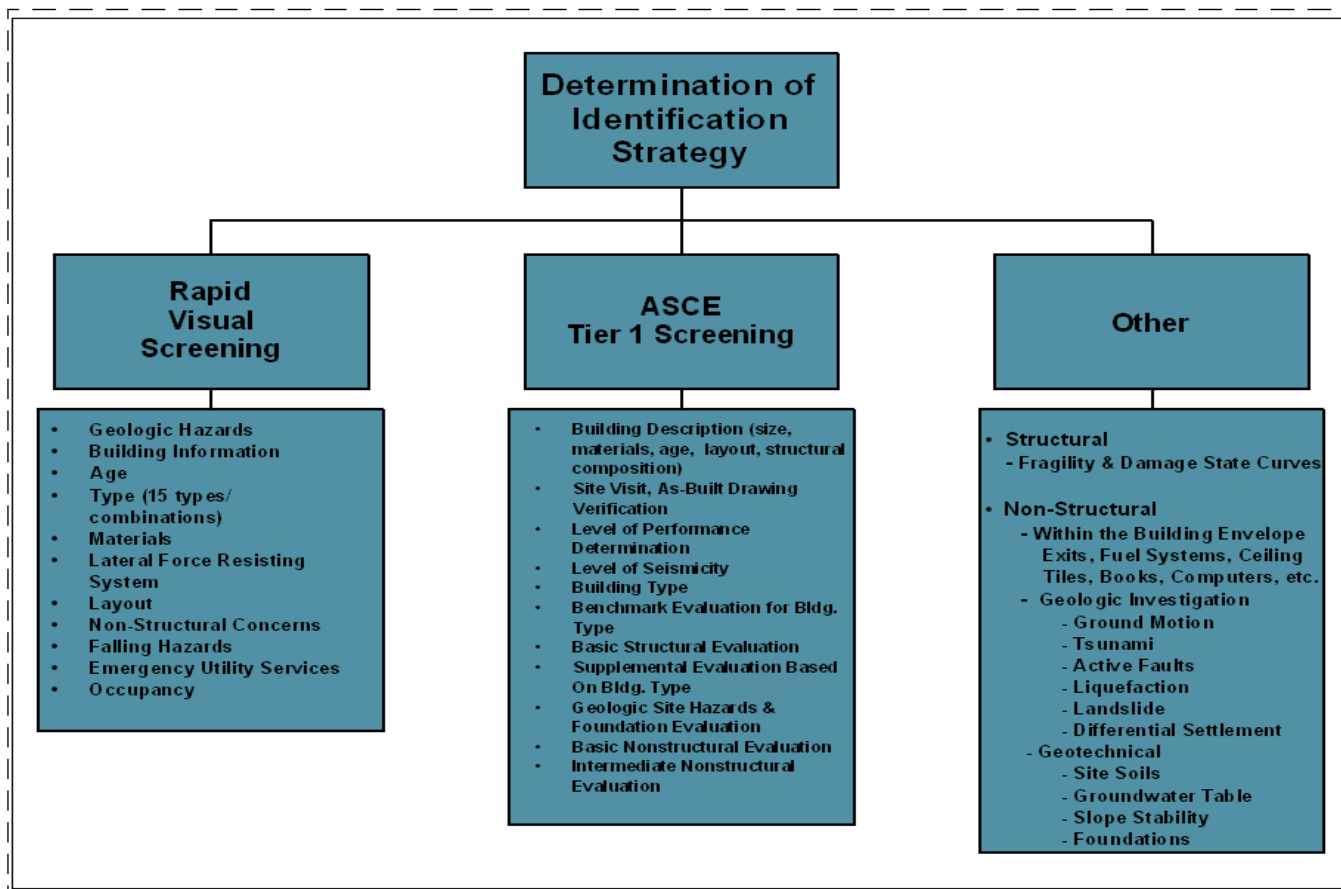 Determination of
Identification
Strategy
Rapid
Visual
Screening
• Geologic Hazards
• Building Information
• Age
• Type (15 types/
combinations)
• Materials
• Lateral Force Resisting
System
• Layout
• Non-Structural Concerns
• Falling Hazards
• Emergency Utility Services
• Occupancy
ASCE
Tier 1 Screening
• Building Description (size,
materials, age, layout, structural
composition)
• Site Visit, As-Built Drawing
Verification
• Level of Performance
Determination
• Level of Seismicity
• Building Type
• Benchmark Evaluation for Bldg.
Type
• Basic Structural Evaluation
• Supplemental Evaluation Based
On Bldg. Type
• Geologic Site Hazards &
Foundation Evaluation
• Basic Nonstructural Evaluation
• Intermediate Nonstructural
Evaluation
Other
• Structural
- Fragility & Damage State Curves
• Non-Structural
- Within the Building Envelope
Exits, Fuel Systems, Ceiling
Tiles, Books, Computers, etc.
- Geologic Investigation
- Ground Motion
- Tsunami
- Active Faults
- Liquefaction
- Landslide
- Differential Settlement
- Geotechnical
- Site Soils
- Groundwater Table
- Slope Stability
- Foundations